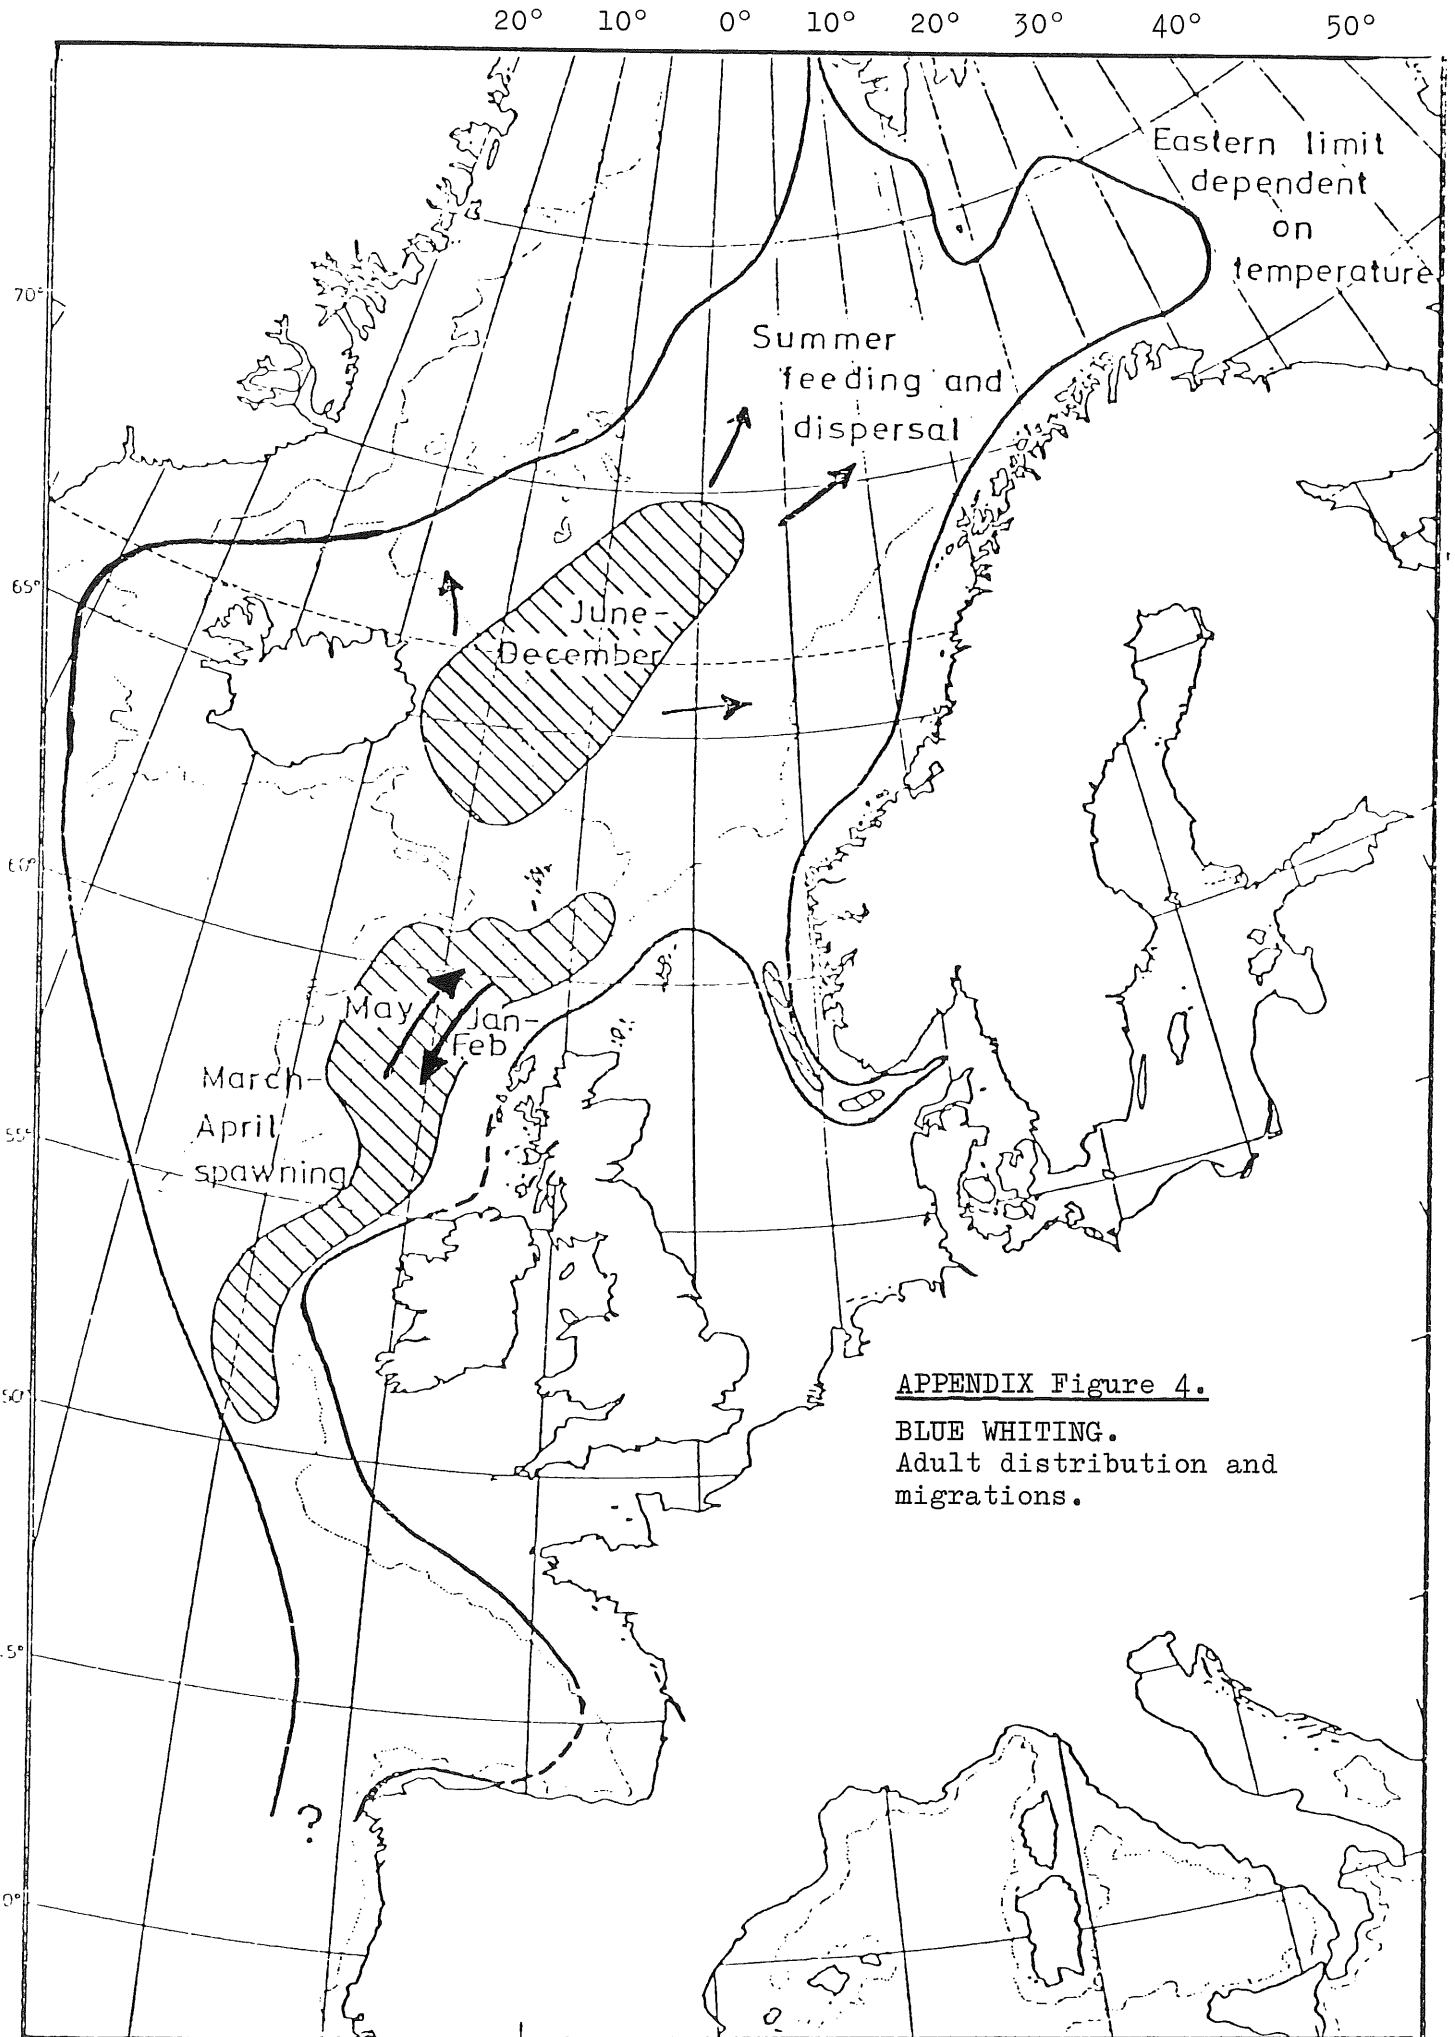 20° 10° 0° 10° 20° 30° 40° 50°
Eastern limit
dependent
on
temperature
70°
Summer
feeding and
dispersal
65°
June-
December
60°
May
Jan-
Feb
March-
April
spawning
55°
50°
APPENDIX Figure 4.
BLUE WHITING.
Adult distribution and
migrations.
5°
?
0°